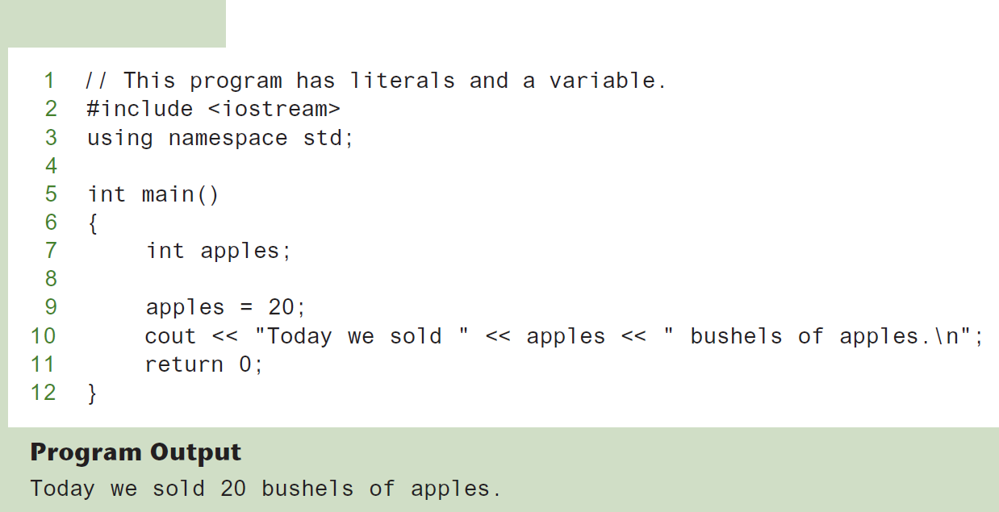 1 // This program has literals and a variable.
2 #include <iostream>
3 using namespace std;
4
5 int main()
6 {
7     int apples;
8
9     apples = 20;
10     cout << "Today we sold " << apples << " bushels of apples.\n";
11     return 0;
12 }
Program Output
Today we sold 20 bushels of apples.